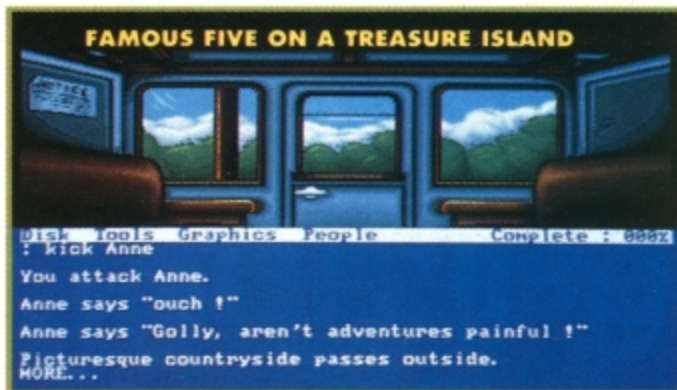 FAMOUS FIVE ON A TREASURE ISLAND
Disk Tools Graphics People Complete : 000%
: kick Anne
You attack Anne.
Anne says "ouch !"
Anne says "Golly, aren't adventures painful !"
Picturesque countryside passes outside.
MORE...